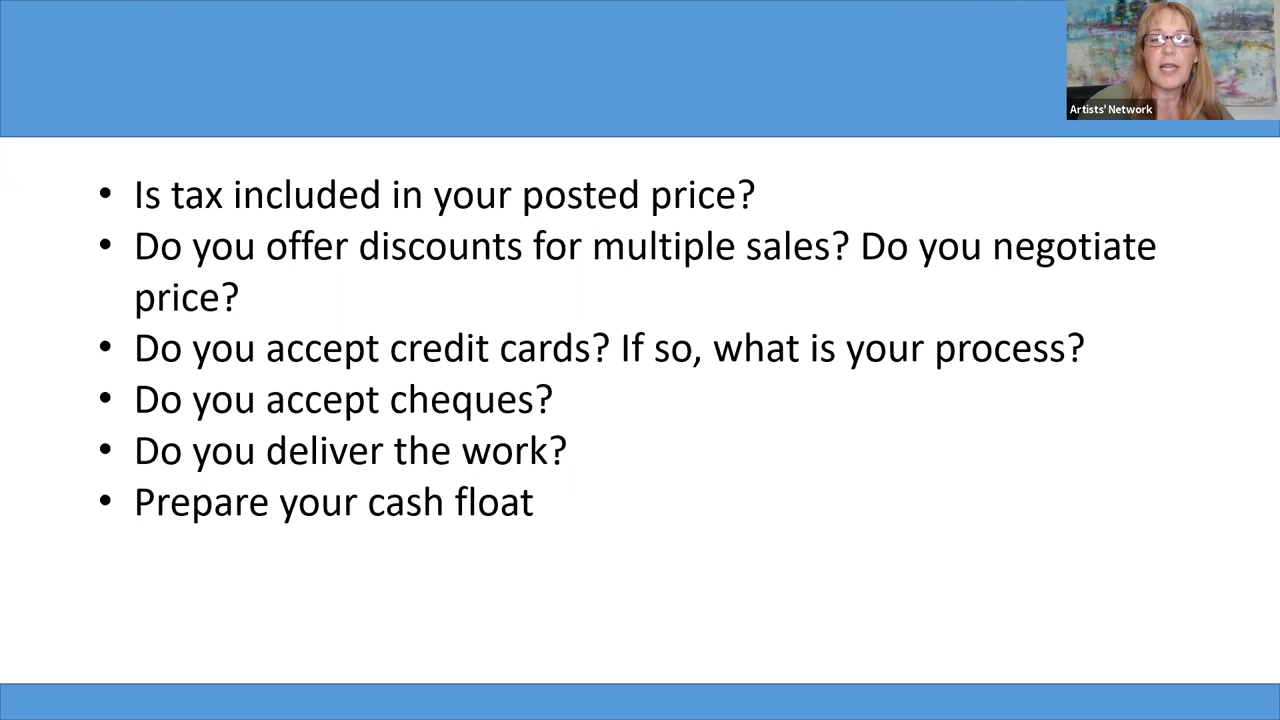 Artists' Network
• Is tax included in your posted price?
• Do you offer discounts for multiple sales? Do you negotiate
price?
• Do you accept credit cards? If so, what is your process?
• Do you accept cheques?
• Do you deliver the work?
• Prepare your cash float